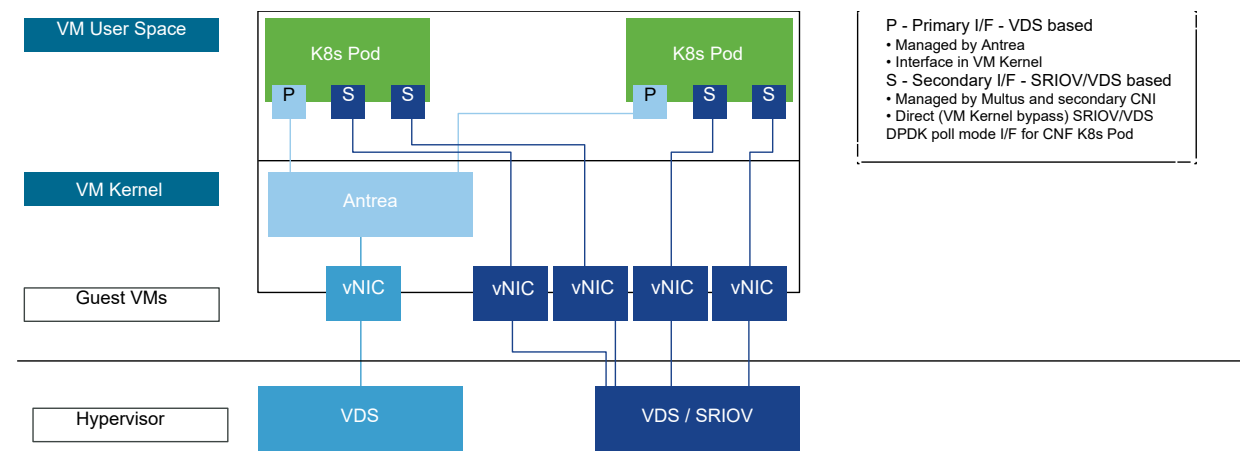 VM User Space
K8s Pod
K8s Pod
P
S
S
P
S
S
P - Primary I/F - VDS based
• Managed by Antrea
• Interface in VM Kernel
S - Secondary I/F - SRIOV/VDS based
• Managed by Multus and secondary CNI
• Direct (VM Kernel bypass) SRIOV/VDS
DPDK poll mode I/F for CNF K8s Pod
VM Kernel
Antrea
Guest VMs
vNIC
vNIC
vNIC
vNIC
vNIC
Hypervisor
VDS
VDS / SRIOV